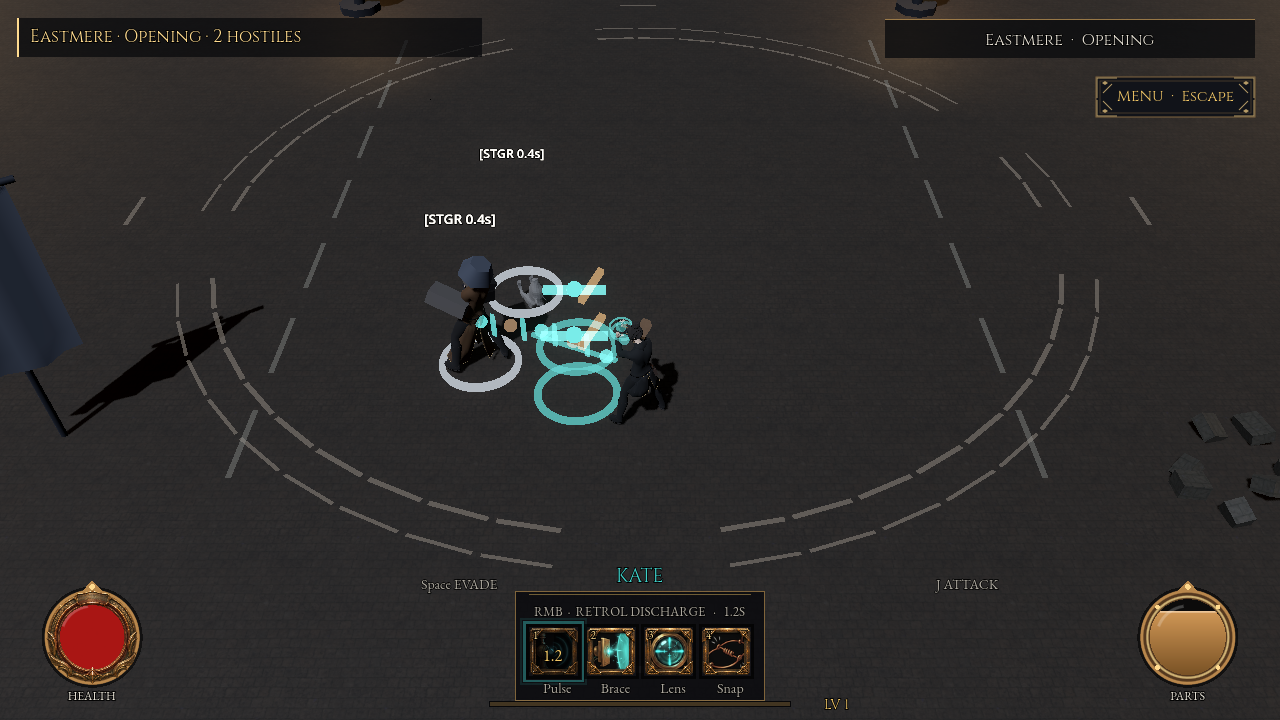 Eastmere · Opening · 2 hostiles
Eastmere · Opening
MENU · Escape
[STGR 0.4s]
[STGR 0.4s]
KATE
Space EVADE
J ATTACK
RMB · RETROL DISCHARGE · 1.2S
1 2 3 4
1.2
Pulse Brace Lens Snap
HEALTH
PARTS
LV 1